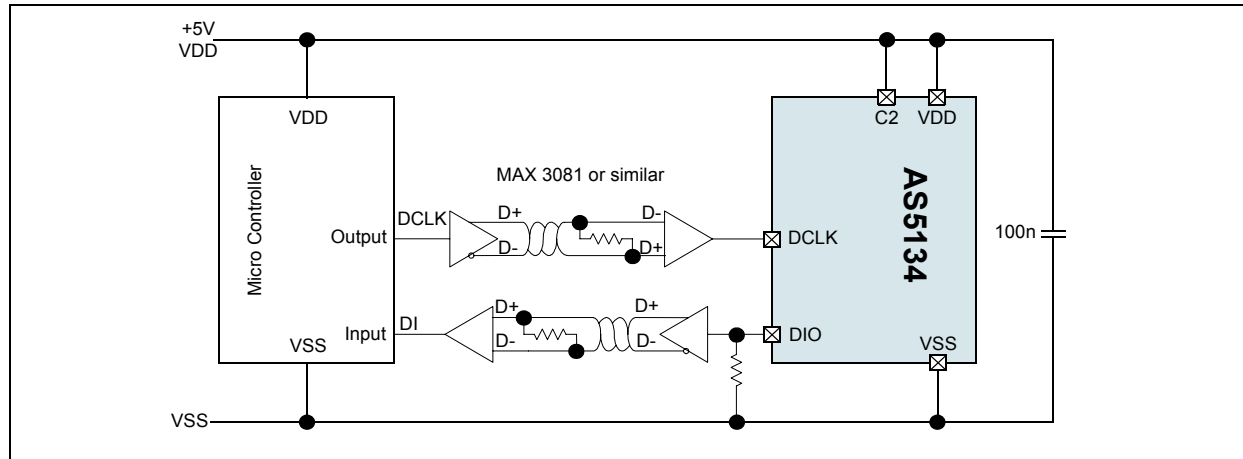 +5V
VDD
VDD
C2
VDD
Micro Controller
MAX 3081 or similar
AS5134
DCLK
D+
D-
Output
D-
D+
DCLK
100n
D+
D+
Input
DI
D-
D-
DIO
VSS
VSS
VSS